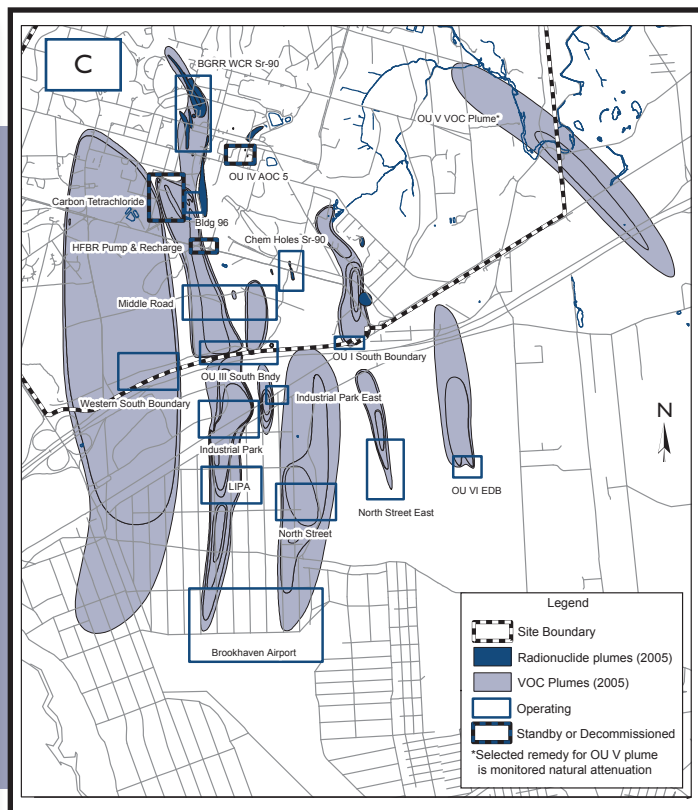 C
BGRR WCR Sr-90
OU V VOC Plume*
OU IV AOC 5
Carbon Tetrachloride
Bldg 96
Chem Holes Sr-90
HFBR Pump & Recharge
Middle Road
OU I South Boundary
OU III South Bndy
Western South Boundary
Industrial Park East
N
Industrial Park
LIPA
OU VI EDB
North Street East
North Street
Brookhaven Airport
Legend
Site Boundary
Radionuclide plumes (2005)
VOC Plumes (2005)
Operating
Standby or Decommissioned
*Selected remedy for OU V plume
is monitored natural attenuation